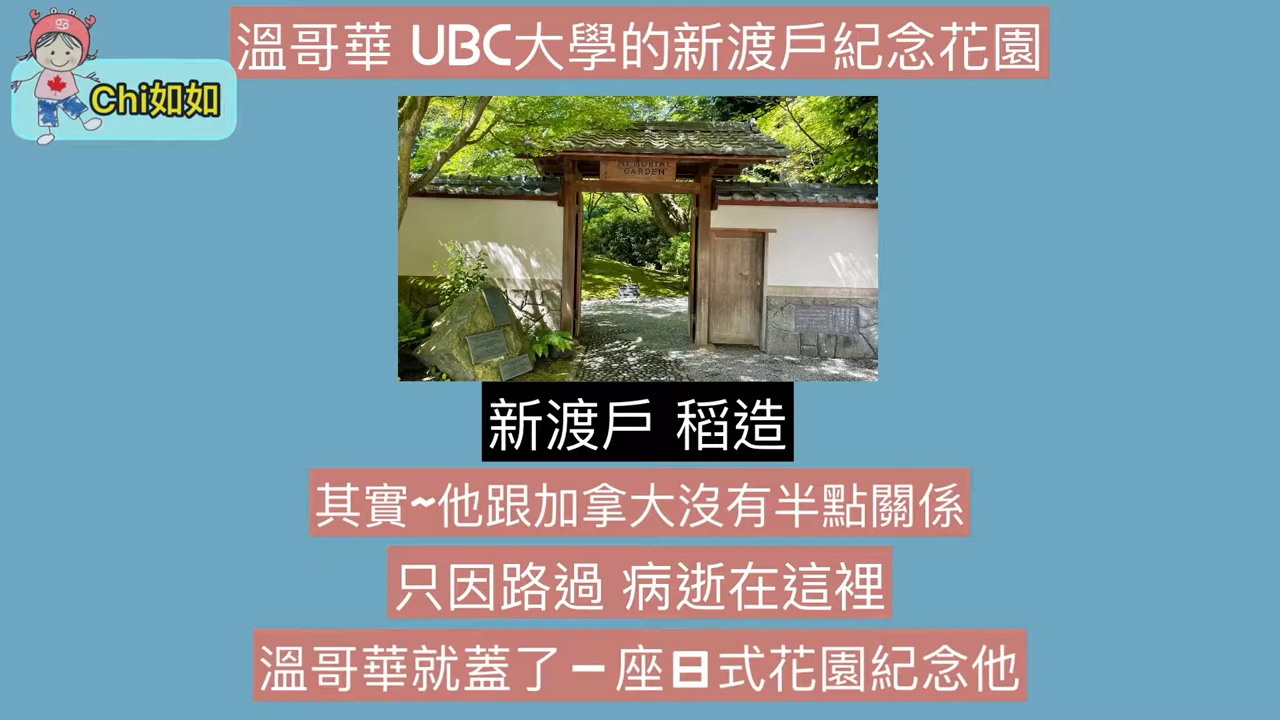 溫哥華 UBC大學的新渡戶紀念花園
Chi如如
MEMORIAL
GARDEN
新渡戶 稻造
其實~他跟加拿大沒有半點關係
只因路過 病逝在這裡
溫哥華就蓋了一座日式花園紀念他